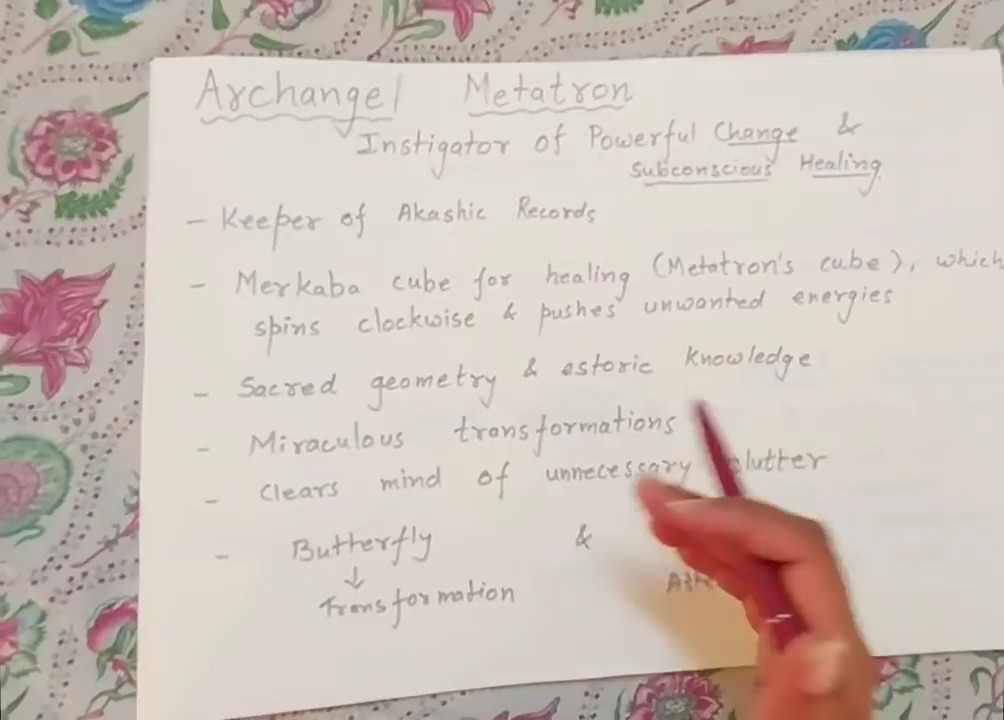 Archangel Metatron
Instigator of Powerful Change &
Subconscious Healing
- Keeper of Akashic Records
- Merkaba cube for healing (Metatron's cube), which
spins clockwise & pushes unwanted energies
- Sacred geometry & estoric knowledge
- Miraculous transformations
- Clears mind of unnecessary clutter
- Butterfly &
↓
Transformation